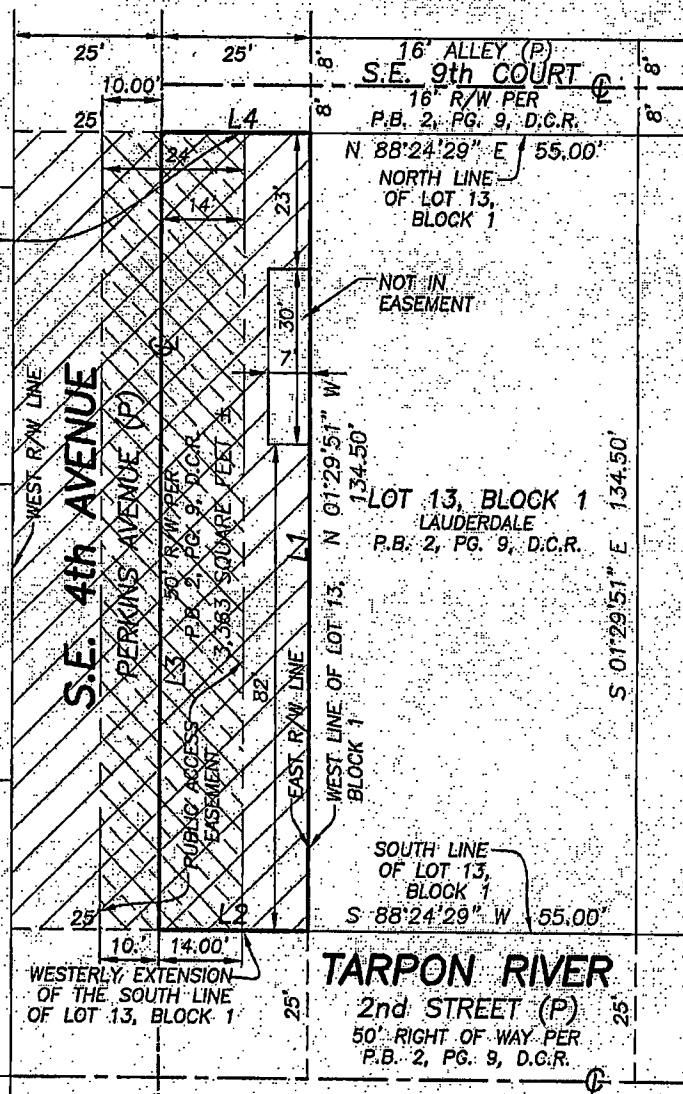 25'
25'
8'
16' ALLEY (P)
S.E. 9th COURT
8'
10.00'
8'
16' R/W PER
P.B. 2, PG. 9, D.C.R.
8'
25
L4
N 88°24'29" E 55.00'
24'
NORTH LINE
OF LOT 13,
BLOCK 1
14'
23'
NOT IN
EASEMENT
30'
7'
WEST R/W LINE
S.E. 4th AVENUE
PERKINS AVENUE (P)
50' R/W PER
P.B. 2, PG. 9, D.C.R.
3,363 SQUARE FEET ±
L3
L1
N 01°29'51" W
134.50'
LOT 13, BLOCK 1
LAUDERDALE
P.B. 2, PG. 9, D.C.R.
S 01°29'51" E 134.50'
82'
PUBLIC ACCESS
EASEMENT
EAST R/W LINE
WEST LINE OF LOT 13,
BLOCK 1
SOUTH LINE
OF LOT 13,
BLOCK 1
25
L2
S 88°24'29" W 55.00'
10.'
14.00'
WESTERLY EXTENSION
OF THE SOUTH LINE
OF LOT 13, BLOCK 1
25'
TARPON RIVER
2nd STREET (P)
50' RIGHT OF WAY PER
P.B. 2, PG. 9, D.C.R.
25'